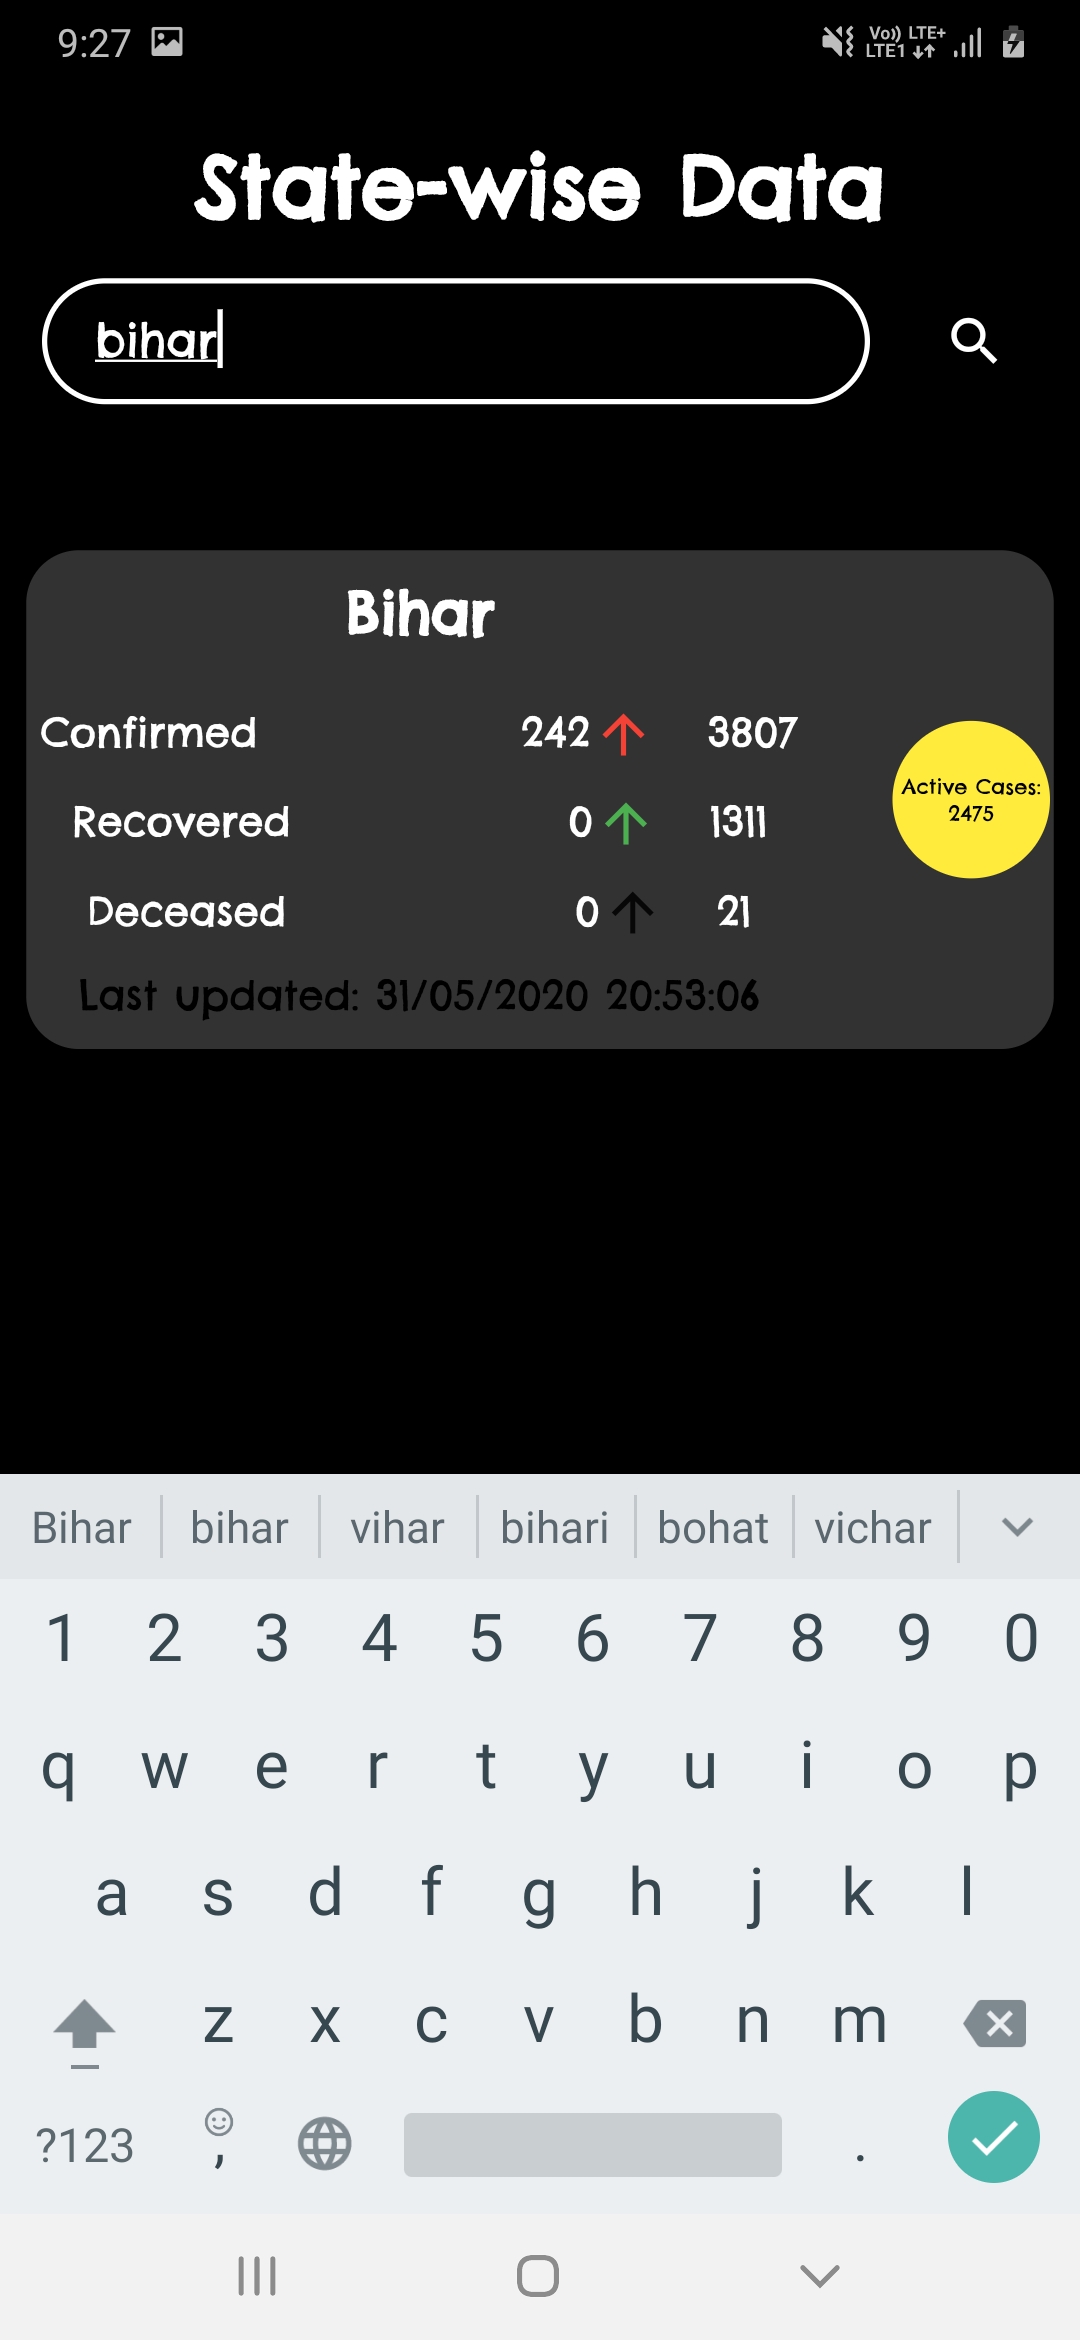 9:27 Vo)) LTE+
LTE1
State-wise Data
bihar
Bihar
Confirmed 242 3807
Recovered 0 1311
Deceased 0 21
Active Cases:
2475
Last updated: 31/05/2020 20:53:06
Bihar bihar vihar bihari bohat vichar
1 2 3 4 5 6 7 8 9 0
q w e r t y u i o p
a s d f g h j k l
z x c v b n m
?123 , .